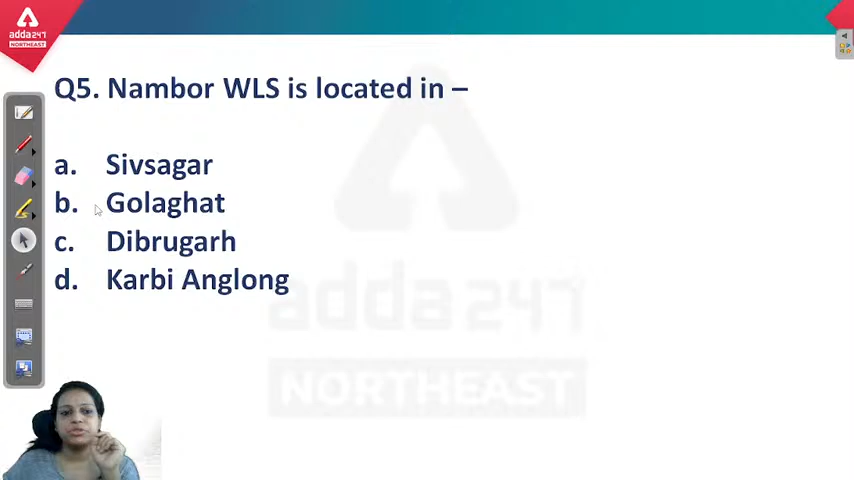 adda247
NORTHEAST
Q5. Nambor WLS is located in –
a. Sivsagar
b. Golaghat
c. Dibrugarh
d. Karbi Anglong
adda247
NORTHEAST